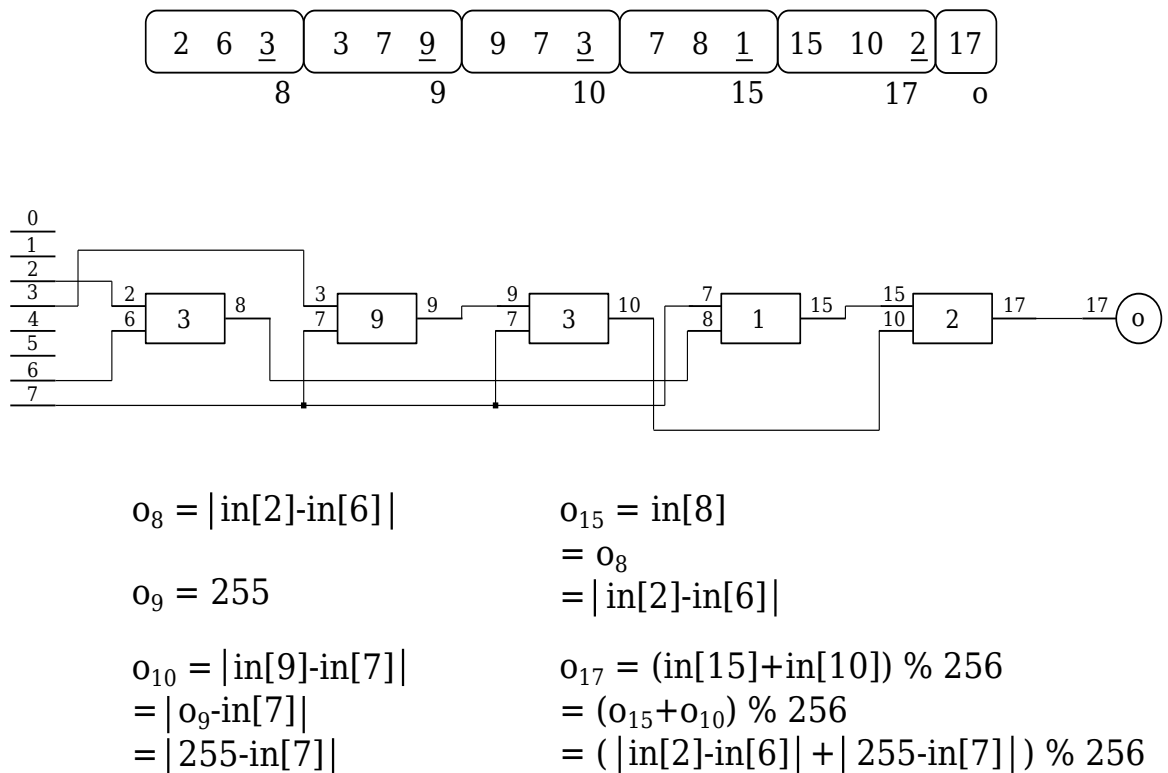 2 6 3 3 7 9 9 7 3 7 8 1 15 10 2 17
8 9 10 15 17 o
0
1
2
3
4
5
6
7
2
6
3
8
3
7
9
9
9
7
3
10
7
8
1
15
15
10
2
17
17
o
o₈ = |in[2]-in[6]|
o₉ = 255
o₁₀ = |in[9]-in[7]|
= |o₉-in[7]|
= |255-in[7]|
o₁₅ = in[8]
= o₈
= |in[2]-in[6]|
o₁₇ = (in[15]+in[10]) % 256
= (o₁₅+o₁₀) % 256
= (|in[2]-in[6]|+|255-in[7]|) % 256